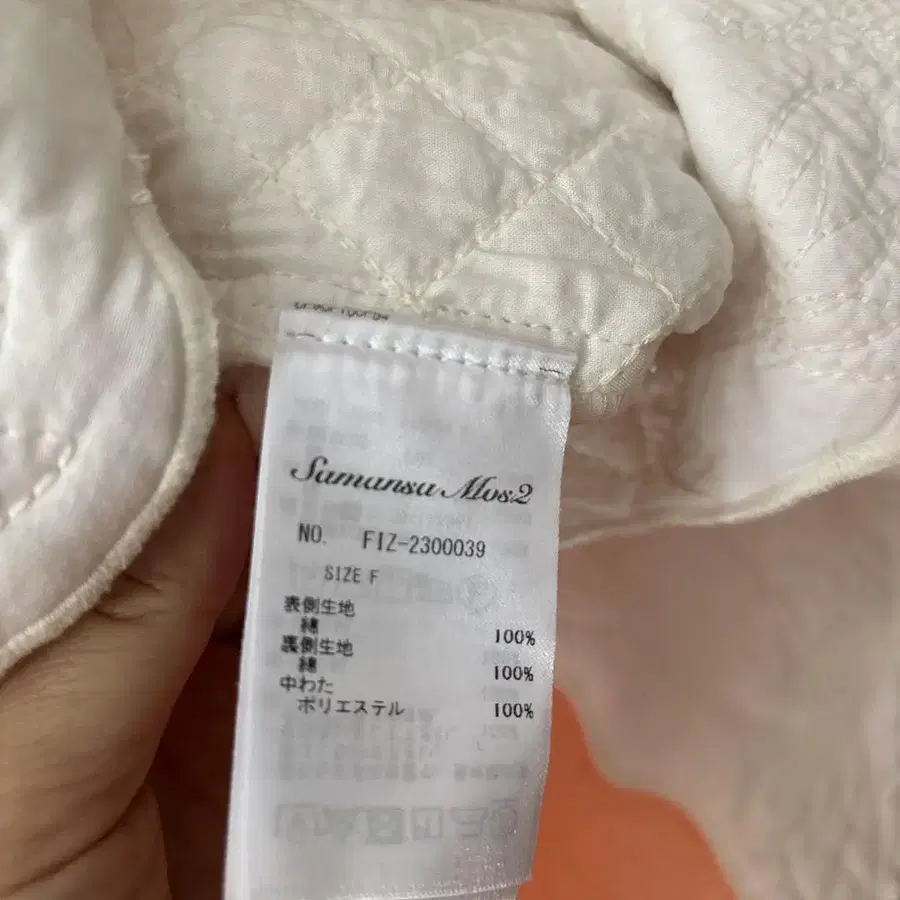 Samansa Mos2
NO. FIZ-2300039
SIZE F
表側生地
綿 100%
裏側生地
綿 100%
中わた
ポリエステル 100%